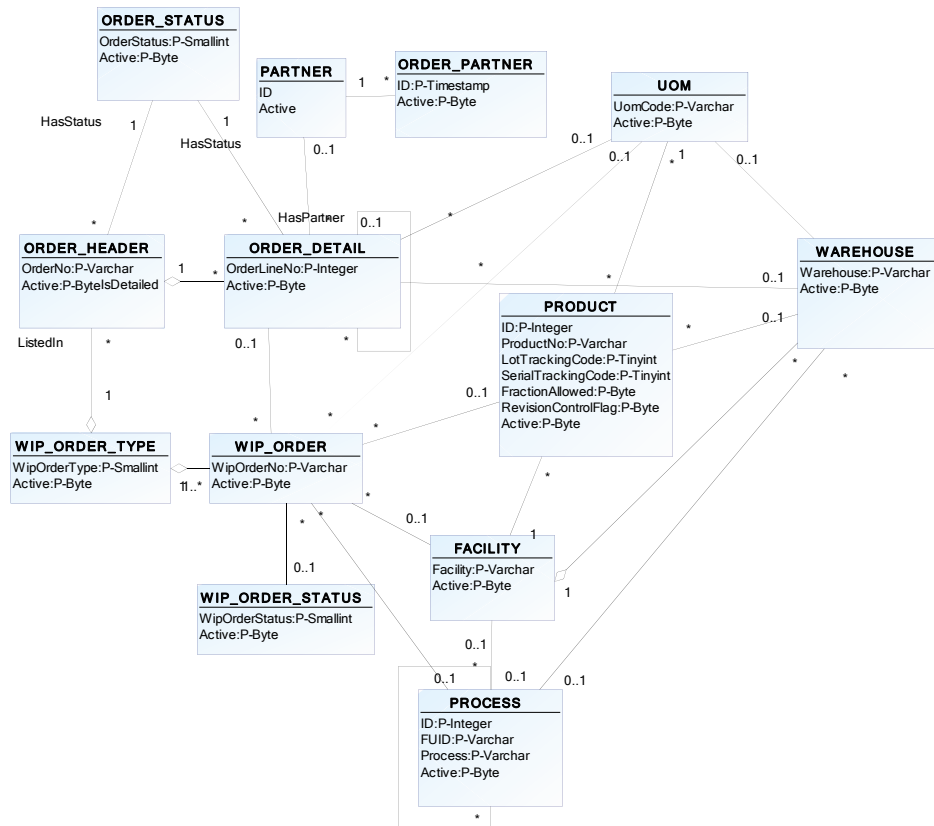 ORDER_STATUS
OrderStatus:P-Smallint
Active:P-Byte
PARTNER
ID
Active
ORDER_PARTNER
ID:P-Timestamp
Active:P-Byte
UOM
UomCode:P-Varchar
Active:P-Byte
1
*
HasStatus
1
1
HasStatus
0..1
0..1
0..1
*
1
0..1
*
*
HasPartner
*
0..1
*
ORDER_HEADER
OrderNo:P-Varchar
Active:P-ByteIsDetailed
1
*
ORDER_DETAIL
OrderLineNo:P-Integer
Active:P-Byte
*
*
0..1
WAREHOUSE
Warehouse:P-Varchar
Active:P-Byte
PRODUCT
ID:P-Integer
ProductNo:P-Varchar
LotTrackingCode:P-Tinyint
SerialTrackingCode:P-Tinyint
FractionAllowed:P-Byte
RevisionControlFlag:P-Byte
Active:P-Byte
*
0..1
ListedIn
*
0..1
*
*
*
1
0..1
*
*
*
WIP_ORDER_TYPE
WipOrderType:P-Smallint
Active:P-Byte
1
1..*
WIP_ORDER
WipOrderNo:P-Varchar
Active:P-Byte
*
*
*
*
0..1
1
FACILITY
Facility:P-Varchar
Active:P-Byte
1
0..1
WIP_ORDER_STATUS
WipOrderStatus:P-Smallint
Active:P-Byte
0..1
*
0..1
0..1
0..1
PROCESS
ID:P-Integer
FUID:P-Varchar
Process:P-Varchar
Active:P-Byte
*